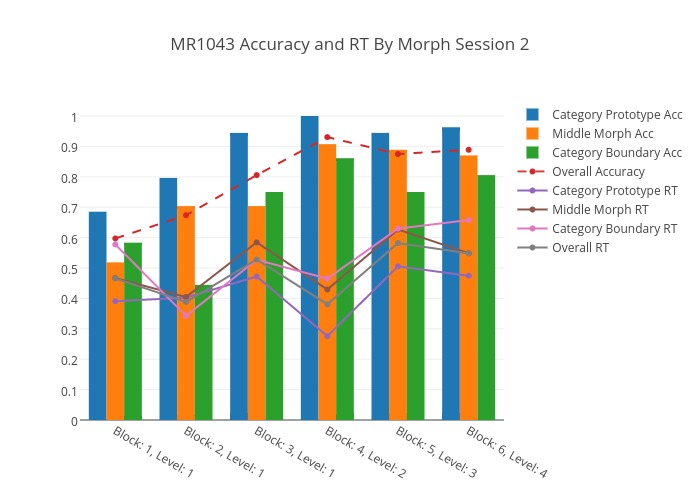 MR1043 Accuracy and RT By Morph Session 2
1
0.9
0.8
0.7
0.6
0.5
0.4
0.3
0.2
0.1
0
Block: 1, Level: 1
Block: 2, Level: 1
Block: 3, Level: 1
Block: 4, Level: 2
Block: 5, Level: 3
Block: 6, Level: 4
Category Prototype Acc
Middle Morph Acc
Category Boundary Acc
Overall Accuracy
Category Prototype RT
Middle Morph RT
Category Boundary RT
Overall RT